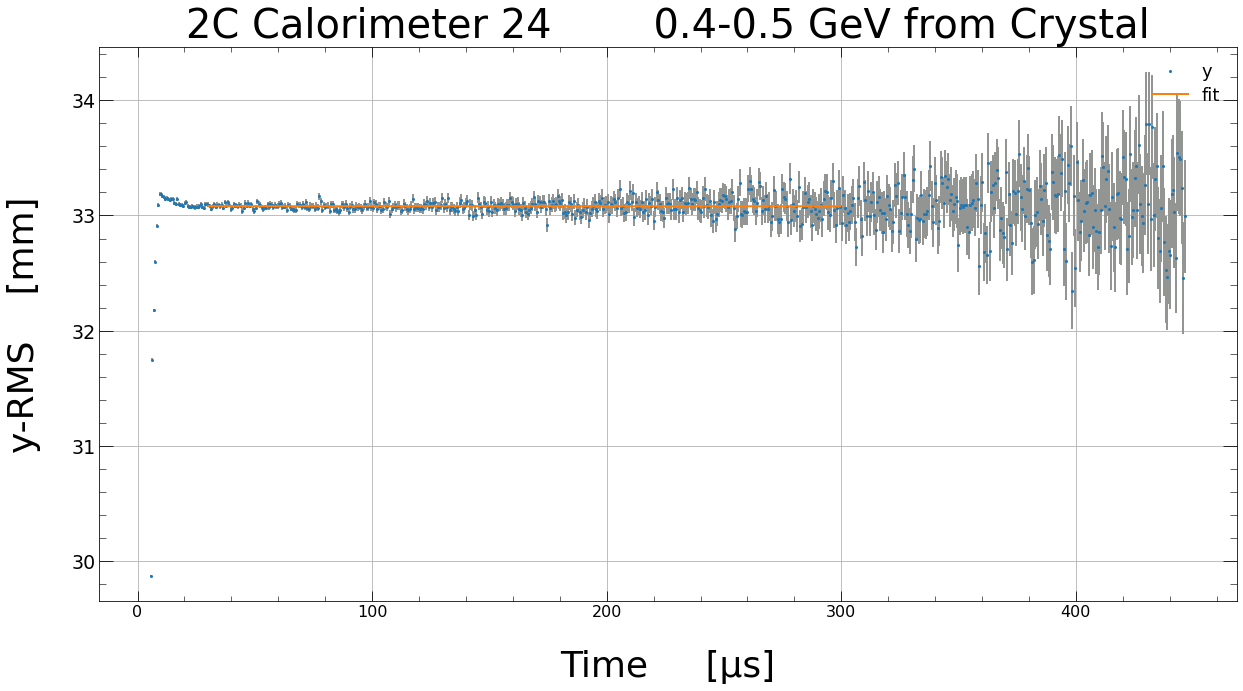 2C Calorimeter 24 0.4-0.5 GeV from Crystal
y
fit
y-RMS [mm]
34
33
32
31
30
0 100 200 300 400
Time [µs]